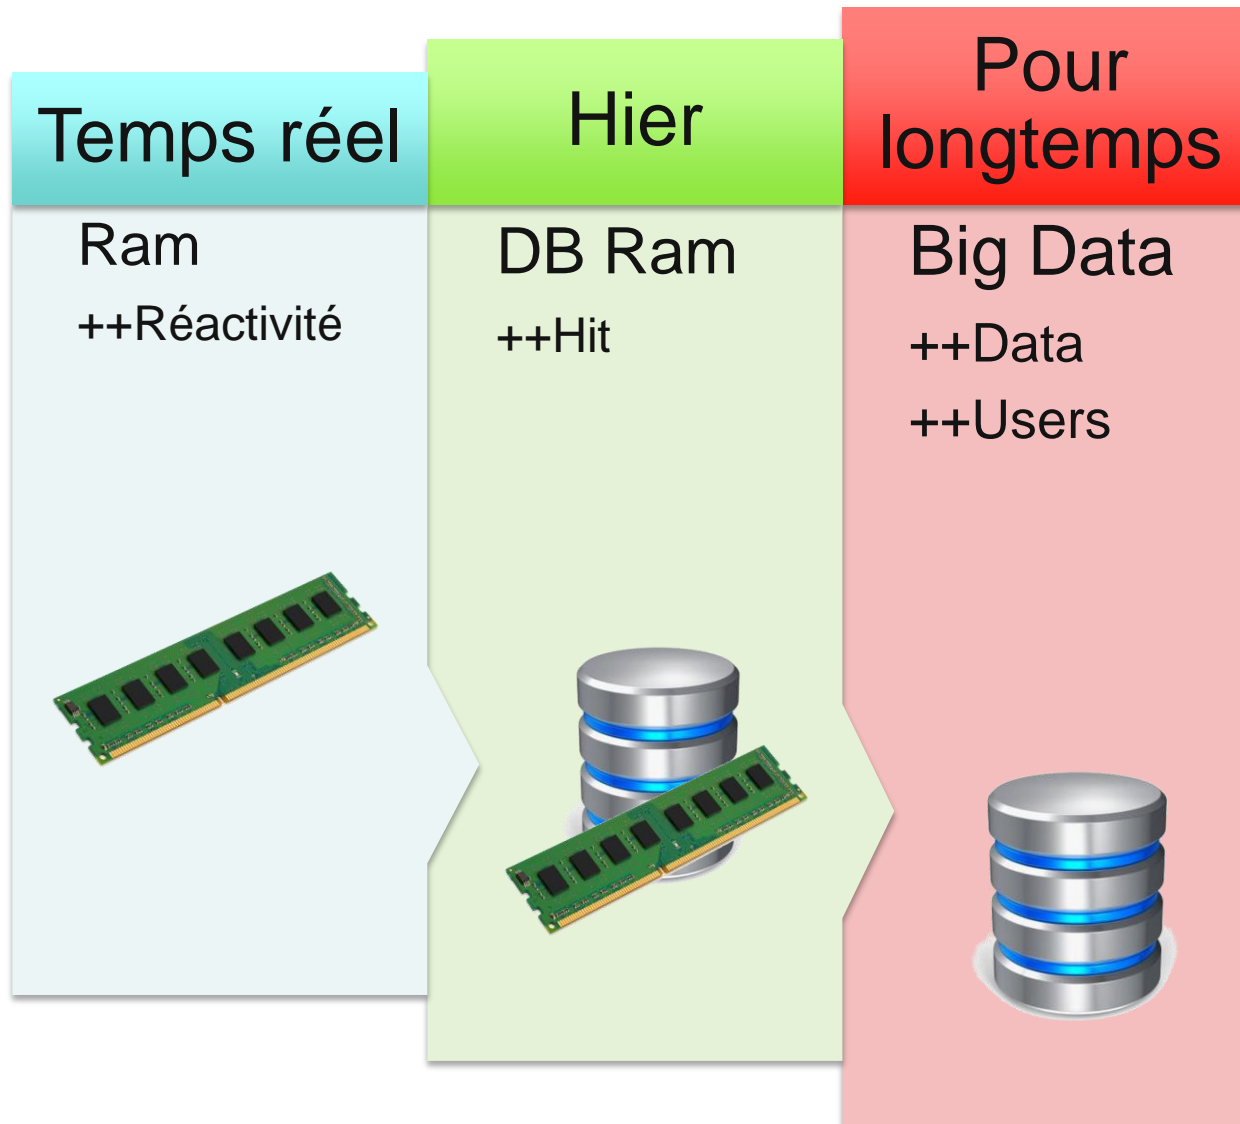 Temps réel
Ram
++Réactivité
Hier
DB Ram
++Hit
Pour
longtemps
Big Data
++Data
++Users